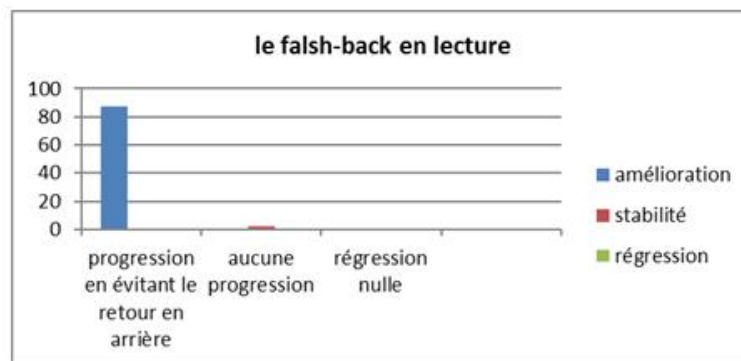 le falsh-back en lecture
100
80
60
40
20
0
progression
en évitant le
retour en
arrière
aucune
progression
régression
nulle
amélioration
stabilité
régression